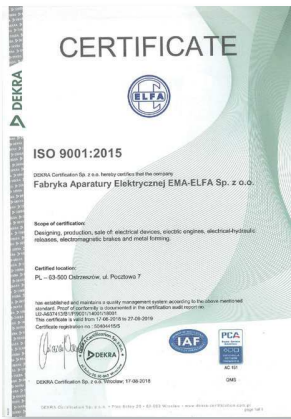 CERTIFICATE
DEKRA
ELFA
ISO 9001:2015
DEKRA Certification Sp. z o.o. hereby certifies that the company
Fabryka Aparatury Elektrycznej EMA-ELFA Sp. z o.o.
Scope of certification:
Designing, production, sale of: electrical devices, electric engines, electrical-hydraulic
releases, electromagnetic brakes and metal forming.
Certified location:
PL – 63-500 Ostrzeszów, ul. Pocztowa 7
has established and maintains a quality management system according to the above mentioned
standard. Proof of conformity is documented in the certification audit report no.
This certificate is valid from 17-08-2018 to 27-08-2019
Certificate registration no.:
DEKRA
DEKRA Certification Sp. z o.o. Wrocław; 17-08-2018
IAF
PCA
AC 101
QMS